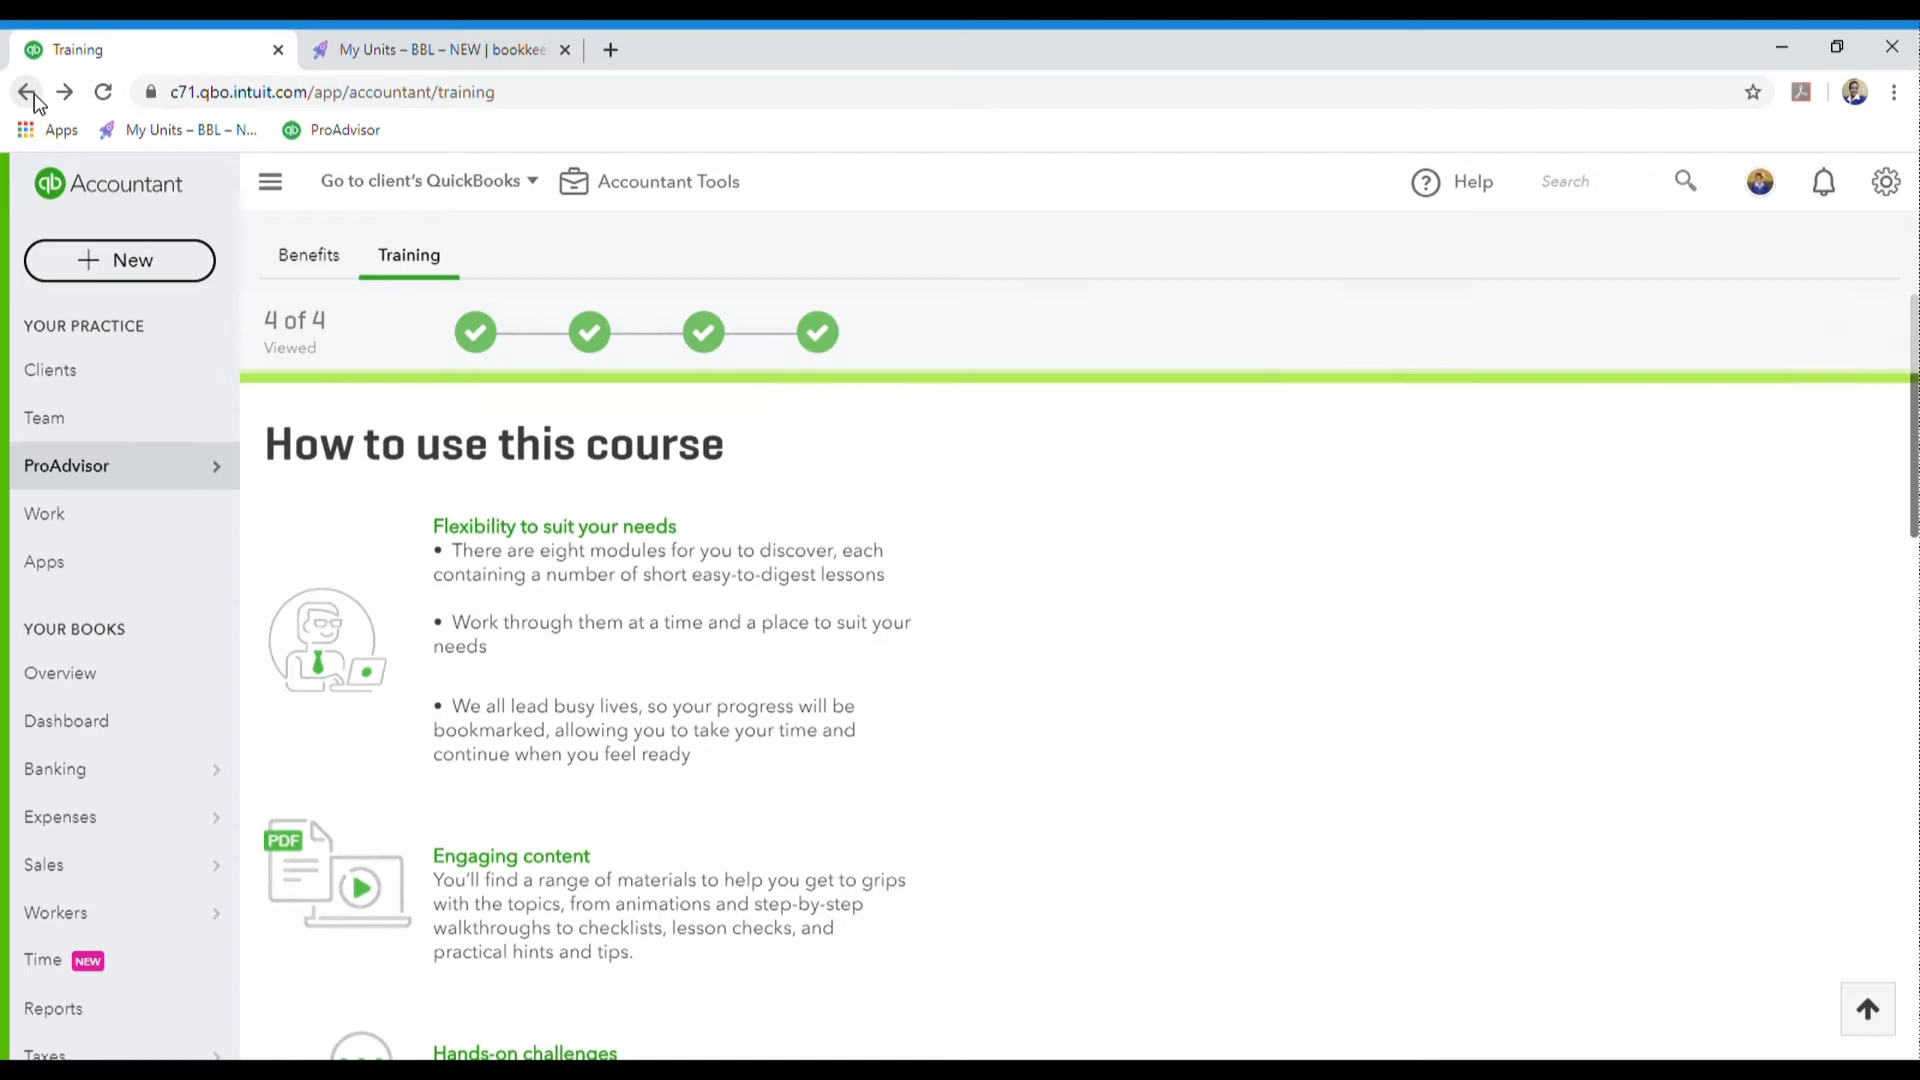 Training
My Units – BBL – NEW | bookkee
c71.qbo.intuit.com/app/accountant/training
Apps
My Units – BBL – N...
ProAdvisor
qb Accountant
Go to client's QuickBooks
Accountant Tools
Help
Search
New
Benefits
Training
YOUR PRACTICE
4 of 4
Viewed
Clients
Team
ProAdvisor
Work
Apps
YOUR BOOKS
Overview
Dashboard
Banking
Expenses
Sales
Workers
Time NEW
Reports
Taxes
How to use this course
Flexibility to suit your needs
• There are eight modules for you to discover, each
containing a number of short easy-to-digest lessons
• Work through them at a time and a place to suit your
needs
• We all lead busy lives, so your progress will be
bookmarked, allowing you to take your time and
continue when you feel ready
PDF
Engaging content
You'll find a range of materials to help you get to grips
with the topics, from animations and step-by-step
walkthroughs to checklists, lesson checks, and
practical hints and tips.
Hands-on challenges